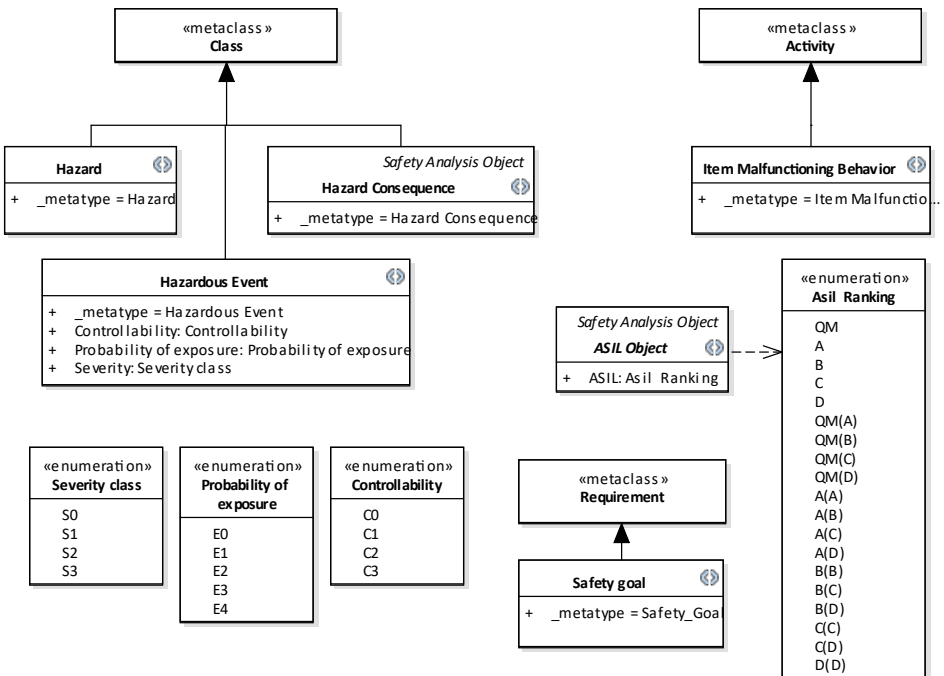 «metaclass»
Class
«metaclass»
Activity
Hazard
+ _metatype = Hazard
Safety Analysis Object
Hazard Consequence
+ _metatype = Hazard Consequence
Item Malfunctioning Behavior
+ _metatype = Item Malfunctio...
Hazardous Event
+ _metatype = Hazardous Event
+ Controllability: Controllability
+ Probability of exposure: Probability of exposure
+ Severity: Severity class
Safety Analysis Object
ASIL Object
+ ASIL: Asil Ranking
«enumeration»
Asil Ranking
QM
A
B
C
D
QM(A)
QM(B)
QM(C)
QM(D)
A(A)
A(B)
A(C)
A(D)
B(B)
B(C)
B(D)
C(C)
C(D)
D(D)
«enumeration»
Severity class
S0
S1
S2
S3
«enumeration»
Probability of
exposure
E0
E1
E2
E3
E4
«enumeration»
Controllability
C0
C1
C2
C3
«metaclass»
Requirement
Safety goal
+ _metatype = Safety_Goal